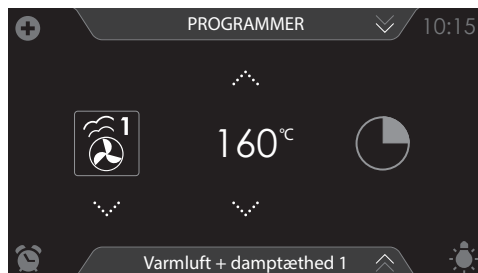 PROGRAMMER
10:15
1
160°C
Varmluft + damptæthed 1